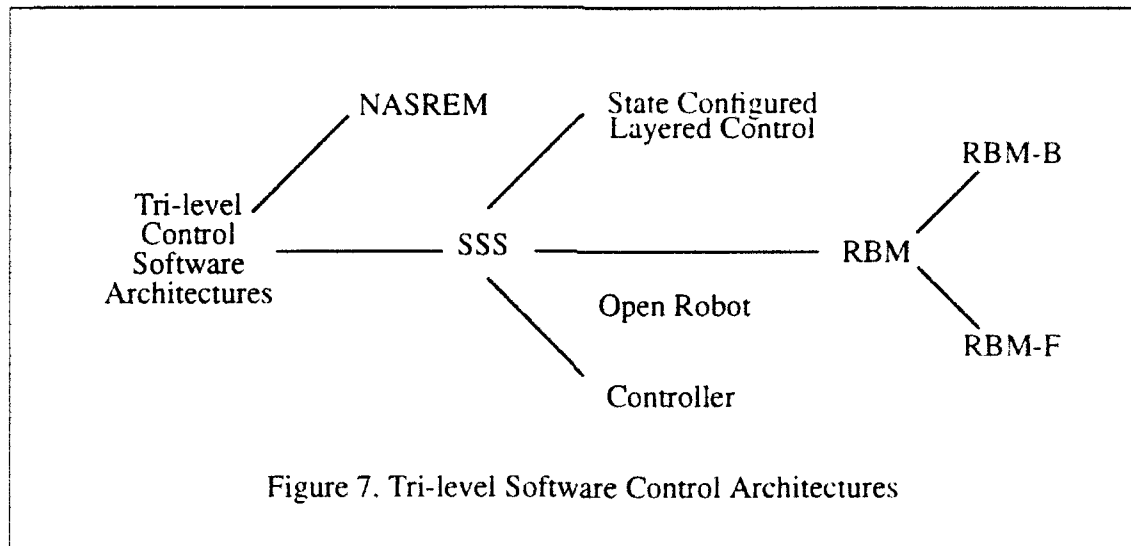 NASREM
State Configured
Layered Control
RBM-B
Tri-level
Control
Software
Architectures
SSS
RBM
Open Robot
RBM-F
Controller
Figure 7. Tri-level Software Control Architectures